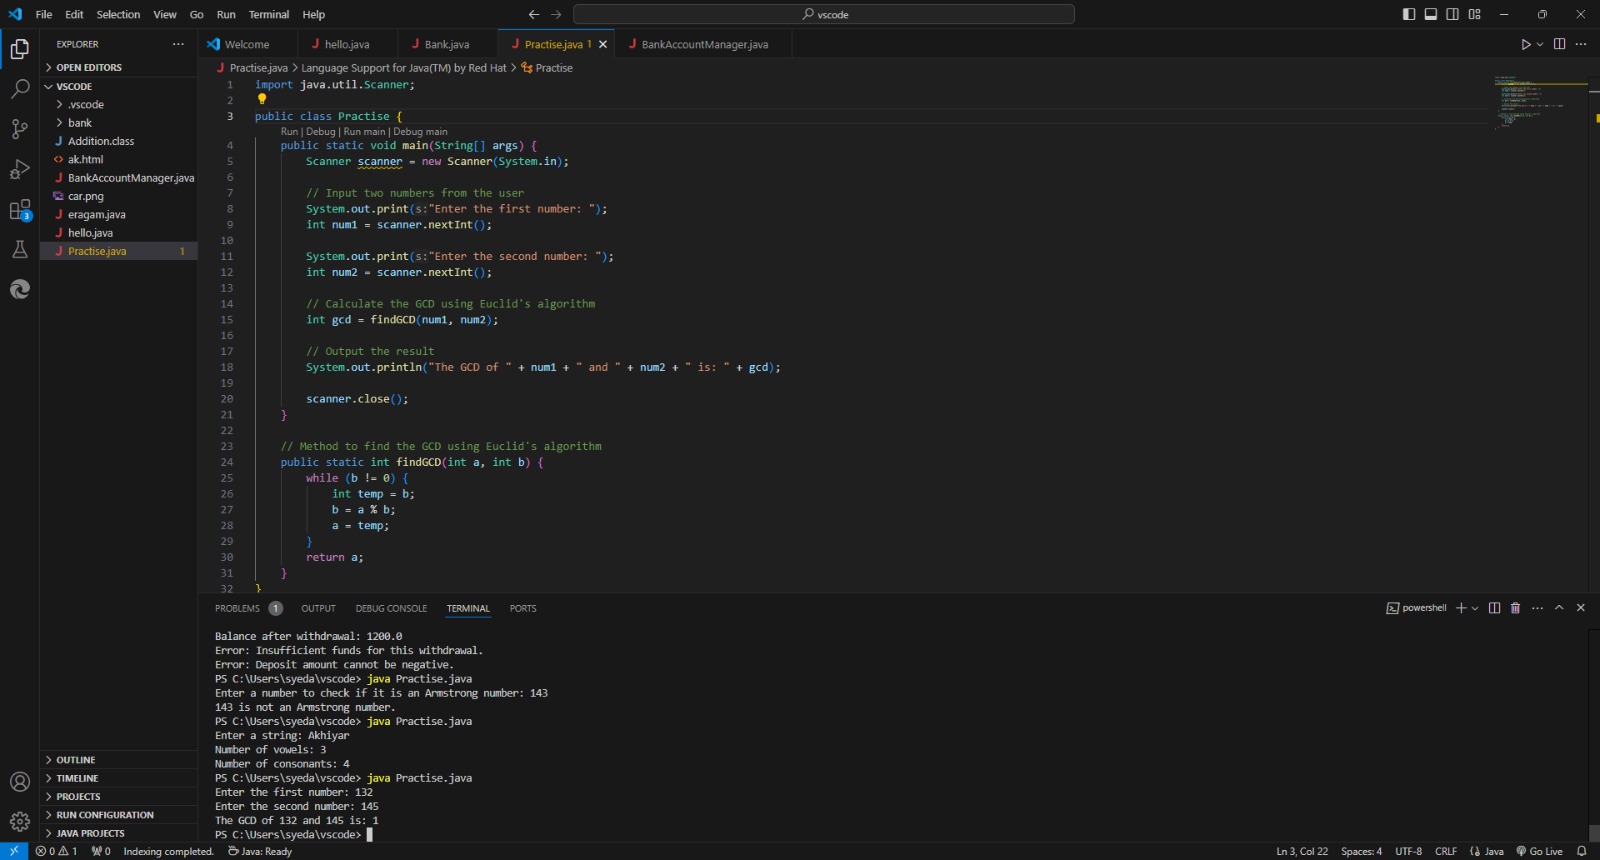 File Edit Selection View Go Run Terminal Help
vscode
EXPLORER
Welcome
hello.java
Bank.java
Practise.java 1
BankAccountManager.java
OPEN EDITORS
VSCODE
.vscode
bank
Addition.class
ak.html
BankAccountManager.java
car.png
eragam.java
hello.java
Practise.java 1
3
OUTLINE
TIMELINE
PROJECTS
RUN CONFIGURATION
JAVA PROJECTS
Practise.java > Language Support for Java(TM) by Red Hat > Practise
1 import java.util.Scanner;
2
3 public class Practise {
Run | Debug | Run main | Debug main
4 public static void main(String[] args) {
5 Scanner scanner = new Scanner(System.in);
6
7 // Input two numbers from the user
8 System.out.print(s:"Enter the first number: ");
9 int num1 = scanner.nextInt();
10
11 System.out.print(s:"Enter the second number: ");
12 int num2 = scanner.nextInt();
13
14 // Calculate the GCD using Euclid's algorithm
15 int gcd = findGCD(num1, num2);
16
17 // Output the result
18 System.out.println("The GCD of " + num1 + " and " + num2 + " is: " + gcd);
19
20 scanner.close();
21 }
22
23 // Method to find the GCD using Euclid's algorithm
24 public static int findGCD(int a, int b) {
25 while (b != 0) {
26 int temp = b;
27 b = a % b;
28 a = temp;
29 }
30 return a;
31 }
32 }
PROBLEMS 1 OUTPUT DEBUG CONSOLE TERMINAL PORTS
powershell
Balance after withdrawal: 1200.0
Error: Insufficient funds for this withdrawal.
Error: Deposit amount cannot be negative.
PS C:\Users\syeda\vscode> java Practise.java
Enter a number to check if it is an Armstrong number: 143
143 is not an Armstrong number.
PS C:\Users\syeda\vscode> java Practise.java
Enter a string: Akhiyar
Number of vowels: 3
Number of consonants: 4
PS C:\Users\syeda\vscode> java Practise.java
Enter the first number: 132
Enter the second number: 145
The GCD of 132 and 145 is: 1
PS C:\Users\syeda\vscode>
0 1 0 Indexing completed. Java: Ready
Ln 3, Col 22 Spaces: 4 UTF-8 CRLF {} Java Go Live